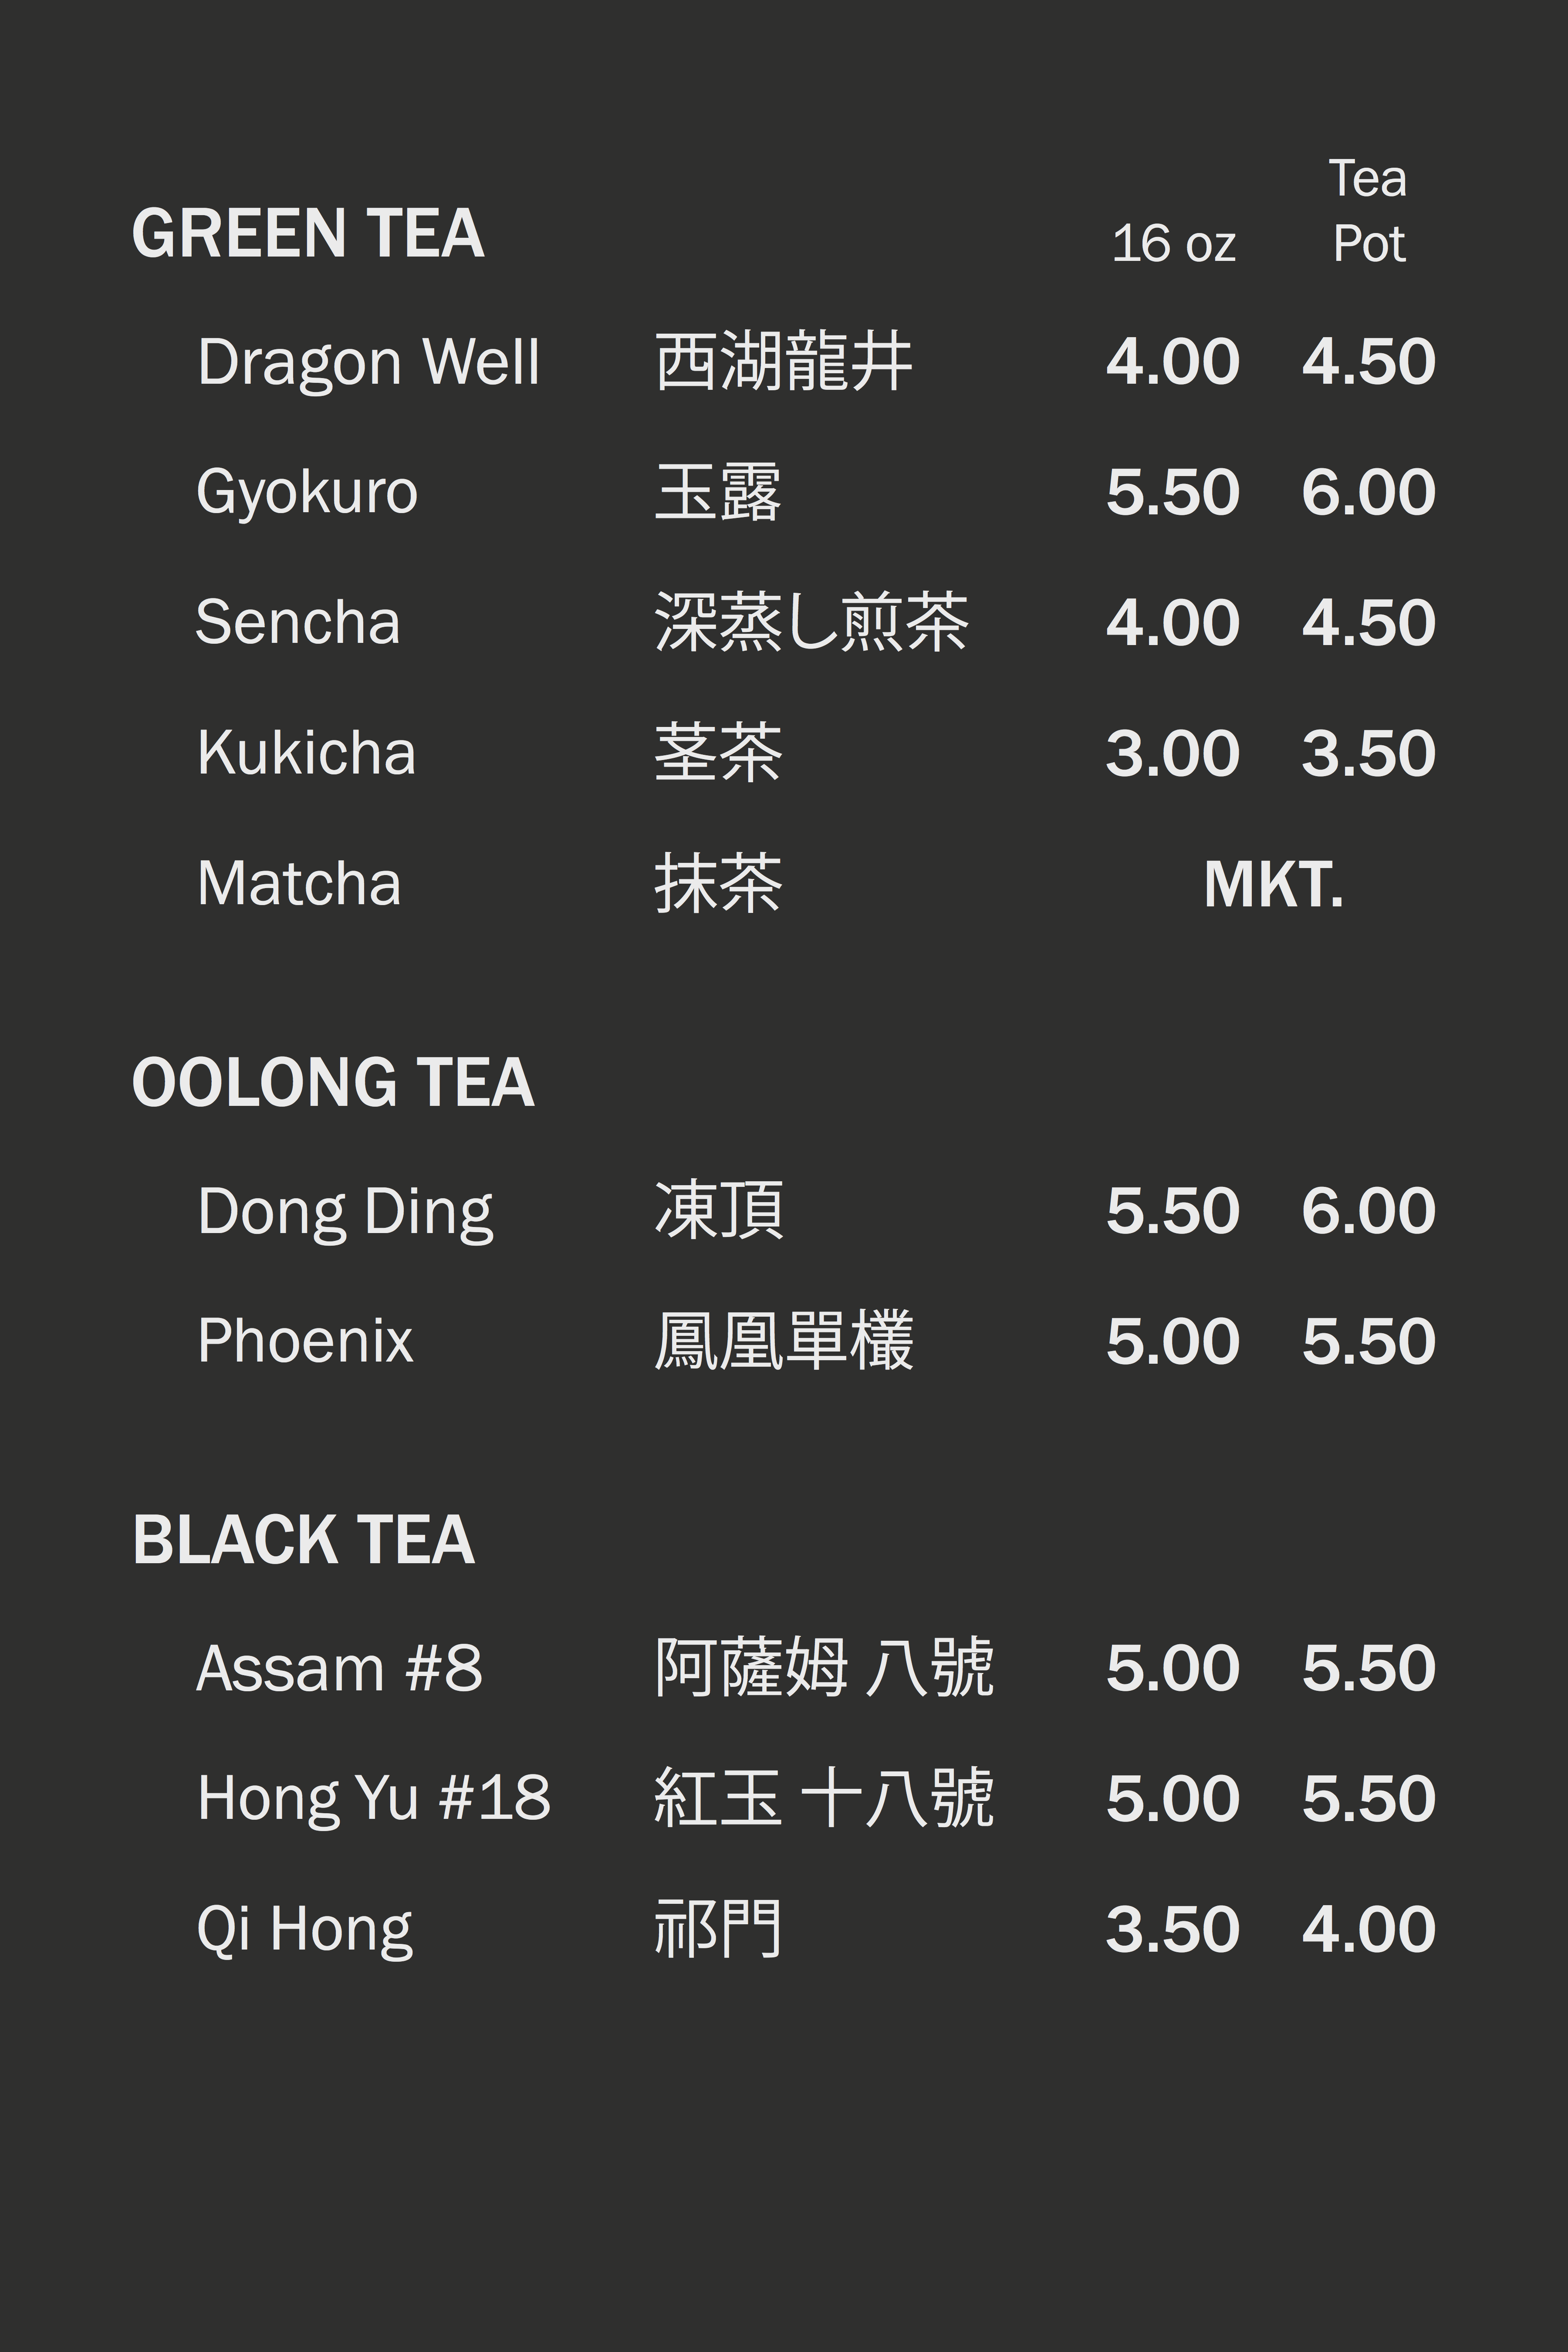 GREEN TEA 16 oz Tea Pot
Dragon Well 西湖龍井 4.00 4.50
Gyokuro 玉露 5.50 6.00
Sencha 深蒸し煎茶 4.00 4.50
Kukicha 茎茶 3.00 3.50
Matcha 抹茶 MKT.
OOLONG TEA
Dong Ding 凍頂 5.50 6.00
Phoenix 鳳凰單欉 5.00 5.50
BLACK TEA
Assam #8 阿薩姆 八號 5.00 5.50
Hong Yu #18 紅玉 十八號 5.00 5.50
Qi Hong 祁門 3.50 4.00